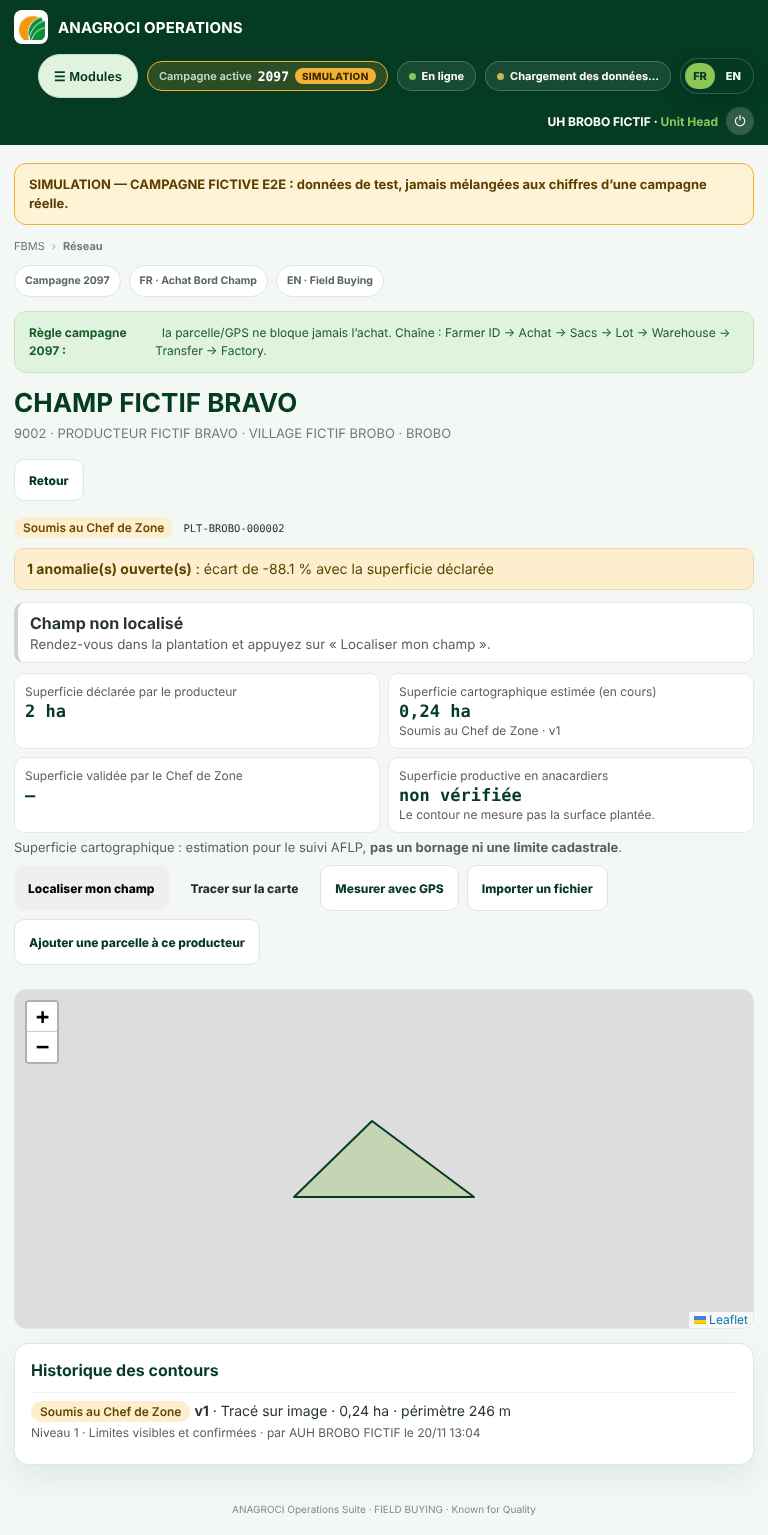 ANAGROCI OPERATIONS
☰ Modules
Campagne active 2097 SIMULATION
En ligne
Chargement des données…
FR
EN
UH BROBO FICTIF · Unit Head
SIMULATION — CAMPAGNE FICTIVE E2E : données de test, jamais mélangées aux chiffres d’une campagne
réelle.
FBMS › Réseau
Campagne 2097
FR · Achat Bord Champ
EN · Field Buying
Règle campagne
2097 :
la parcelle/GPS ne bloque jamais l’achat. Chaîne : Farmer ID → Achat → Sacs → Lot → Warehouse →
Transfer → Factory.
CHAMP FICTIF BRAVO
9002 · PRODUCTEUR FICTIF BRAVO · VILLAGE FICTIF BROBO · BROBO
Retour
Soumis au Chef de Zone PLT-BROBO-000002
1 anomalie(s) ouverte(s) : écart de -88.1 % avec la superficie déclarée
Champ non localisé
Rendez-vous dans la plantation et appuyez sur « Localiser mon champ ».
Superficie déclarée par le producteur
2 ha
Superficie cartographique estimée (en cours)
0,24 ha
Soumis au Chef de Zone · v1
Superficie validée par le Chef de Zone
—
Superficie productive en anacardiers
non vérifiée
Le contour ne mesure pas la surface plantée.
Superficie cartographique : estimation pour le suivi AFLP, pas un bornage ni une limite cadastrale.
Localiser mon champ
Tracer sur la carte
Mesurer avec GPS
Importer un fichier
Ajouter une parcelle à ce producteur
+
−
Leaflet
Historique des contours
Soumis au Chef de Zone v1 · Tracé sur image · 0,24 ha · périmètre 246 m
Niveau 1 · Limites visibles et confirmées · par AUH BROBO FICTIF le 20/11 13:04
ANAGROCI Operations Suite · FIELD BUYING · Known for Quality